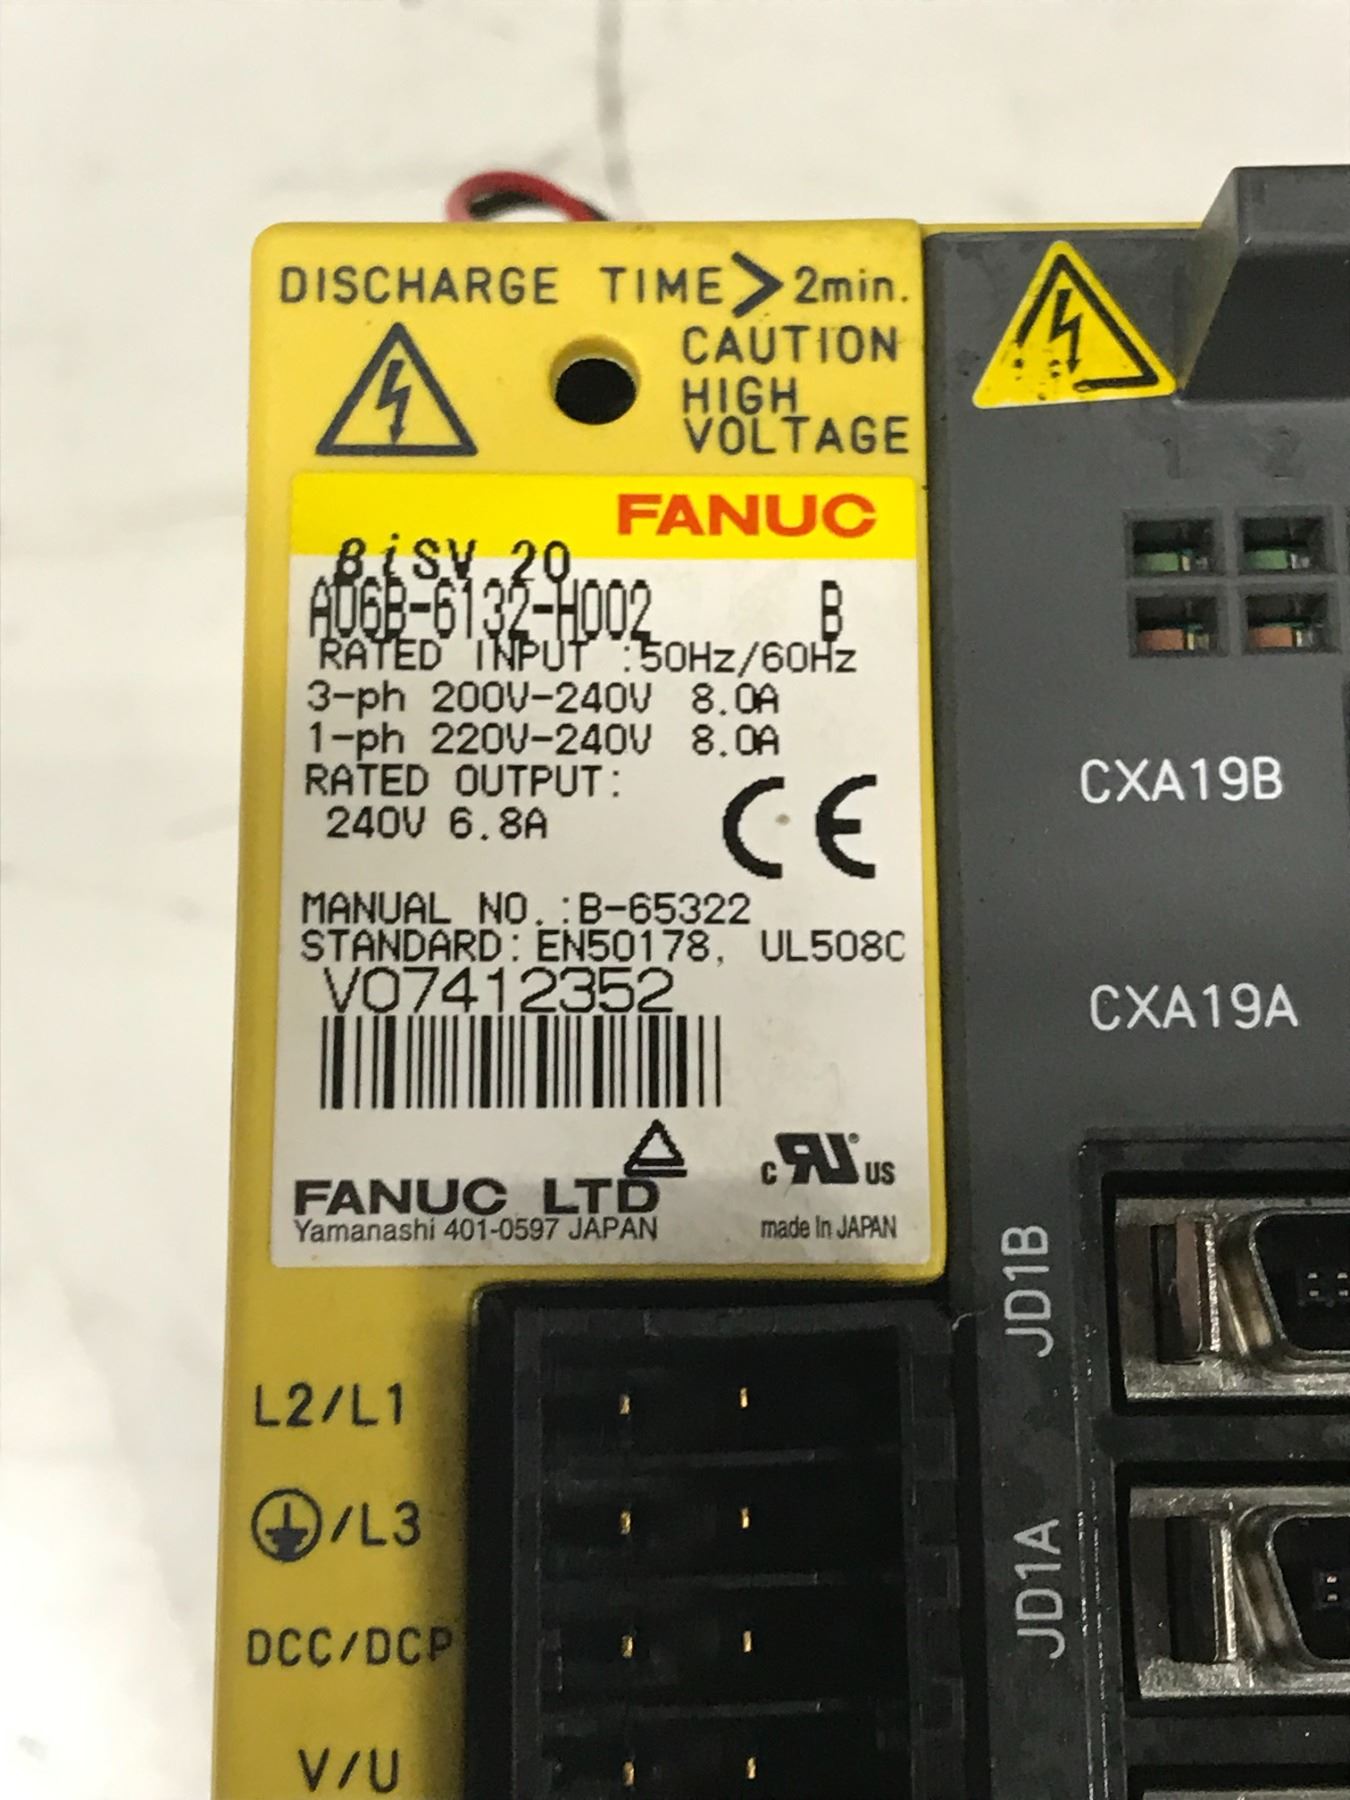 DISCHARGE TIME > 2min.
CAUTION
HIGH
VOLTAGE
FANUC
βiSV 20
A06B-6132-H002 B
RATED INPUT :50Hz/60Hz
3-ph 200V-240V 8.0A
1-ph 220V-240V 8.0A
RATED OUTPUT:
240V 6.8A
CE
MANUAL NO.:B-65322
STANDARD: EN50178, UL508C
V07412352
FANUC LTD
Yamanashi 401-0597 JAPAN
c RU ® US
made in JAPAN
L2/L1
/L3
DCC/DCP
V/U
1 2
CXA19B
CXA19A
JD1B
JD1A